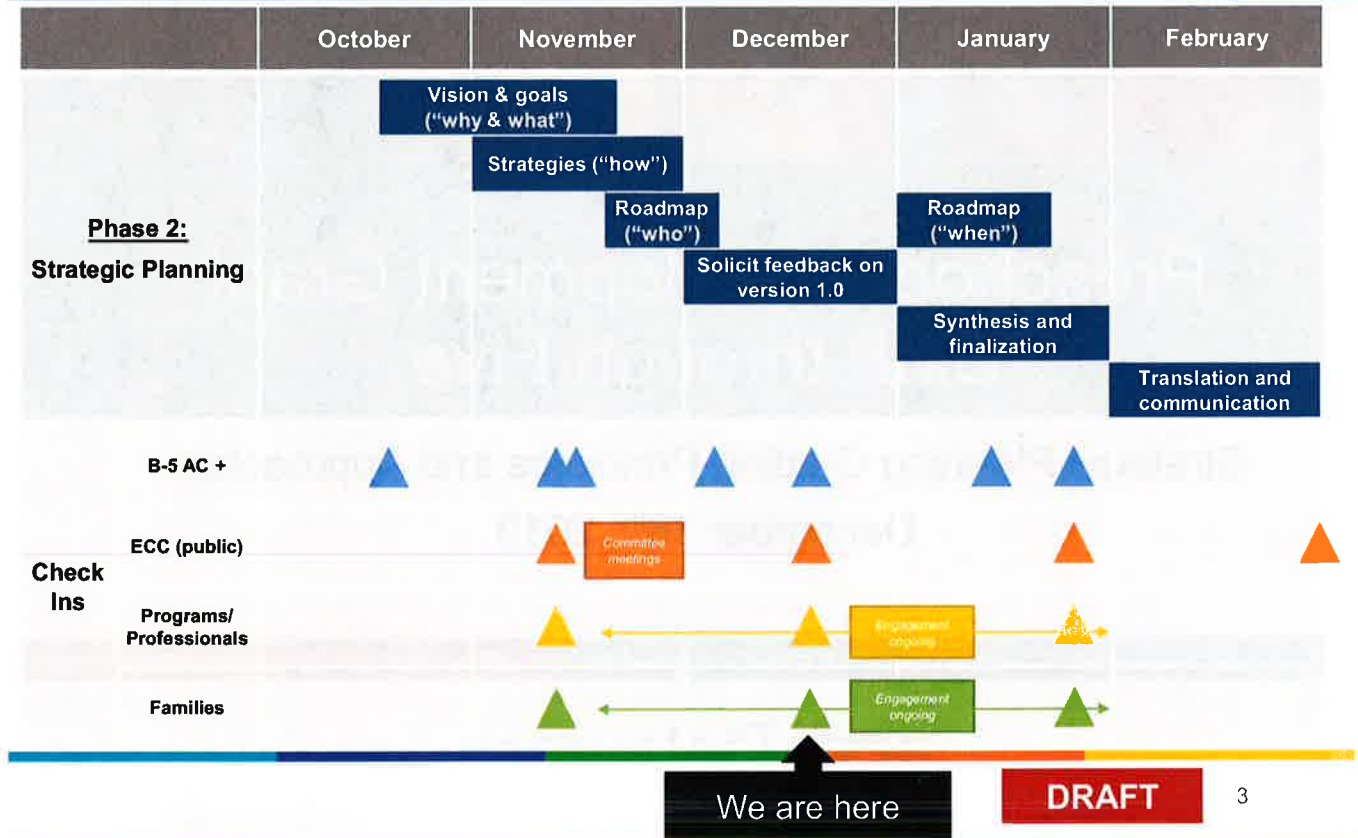 October November December January February
Vision & goals
("why & what")
Strategies ("how")
Roadmap
("who")
Roadmap
("when")
Phase 2:
Strategic Planning
Solicit feedback on
version 1.0
Synthesis and
finalization
Translation and
communication
B-5 AC +
ECC (public)
Committee
meetings
Check
Ins
Programs/
Professionals
Engagement
ongoing
Families
Engagement
ongoing
We are here
DRAFT
3